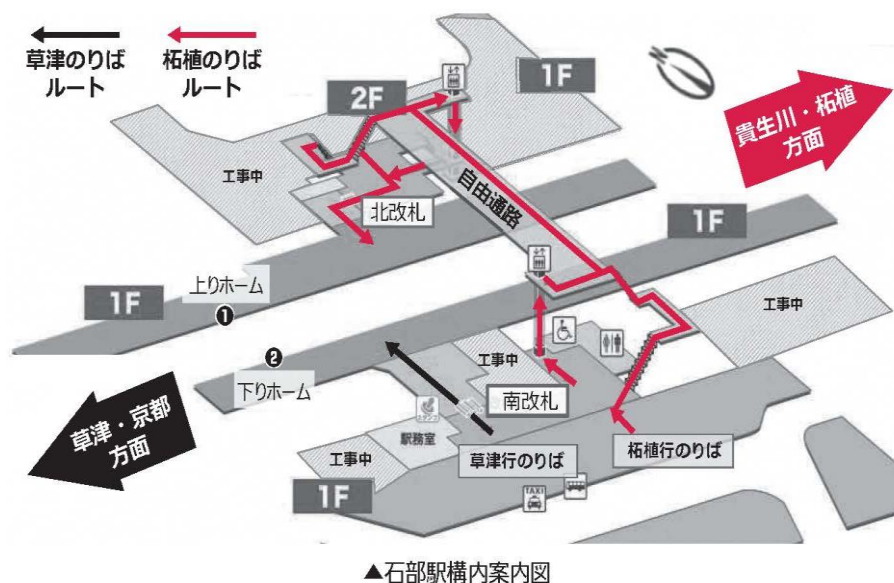 草津のりば
ルート
柘植のりば
ルート
1F
2F
貴生川・柘植
方面
工事中
自由通路
北改札
1F
上りホーム
1F
❶
工事中
❷
下りホーム
工事中
南改札
草津・京都
方面
駅務室
草津行のりば
柘植行のりば
工事中
1F
TAXI
▲石部駅構内案内図